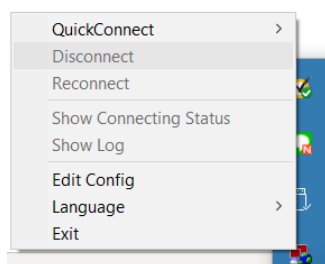 QuickConnect
Disconnect
Reconnect
Show Connecting Status
Show Log
Edit Config
Language
Exit